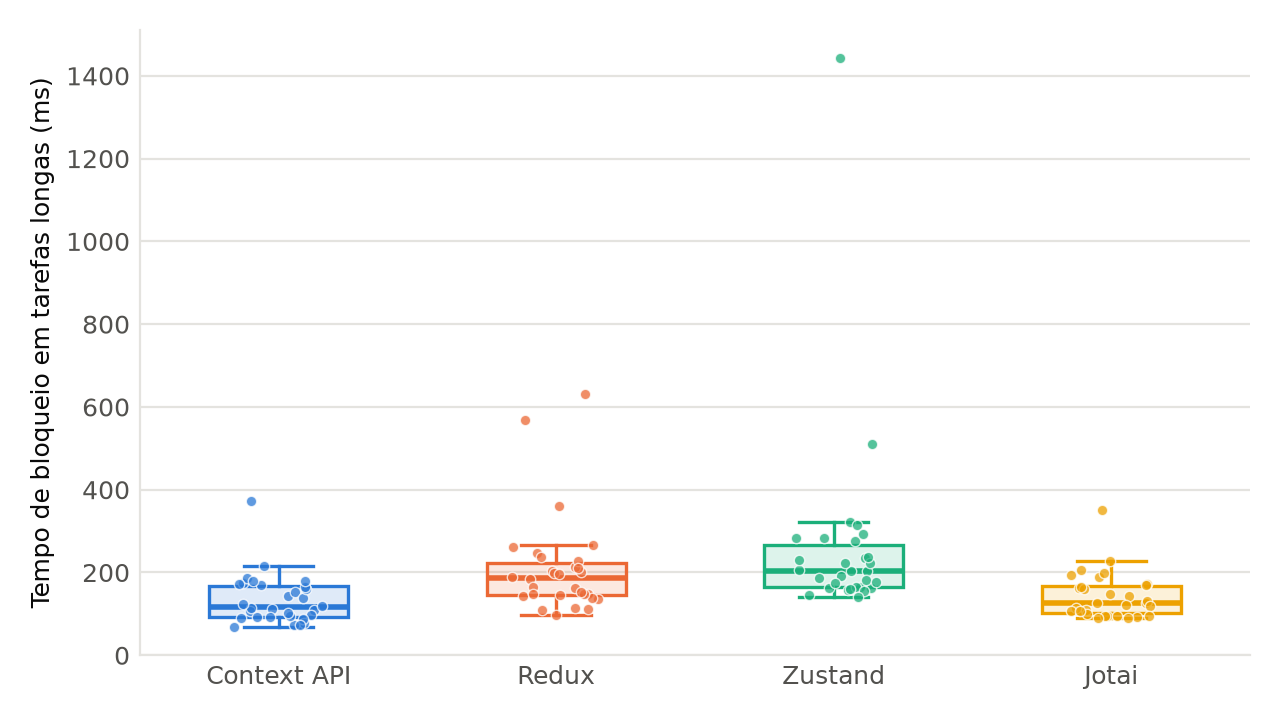 Tempo de bloqueio em tarefas longas (ms)
1400
1200
1000
800
600
400
200
0
Context API
Redux
Zustand
Jotai